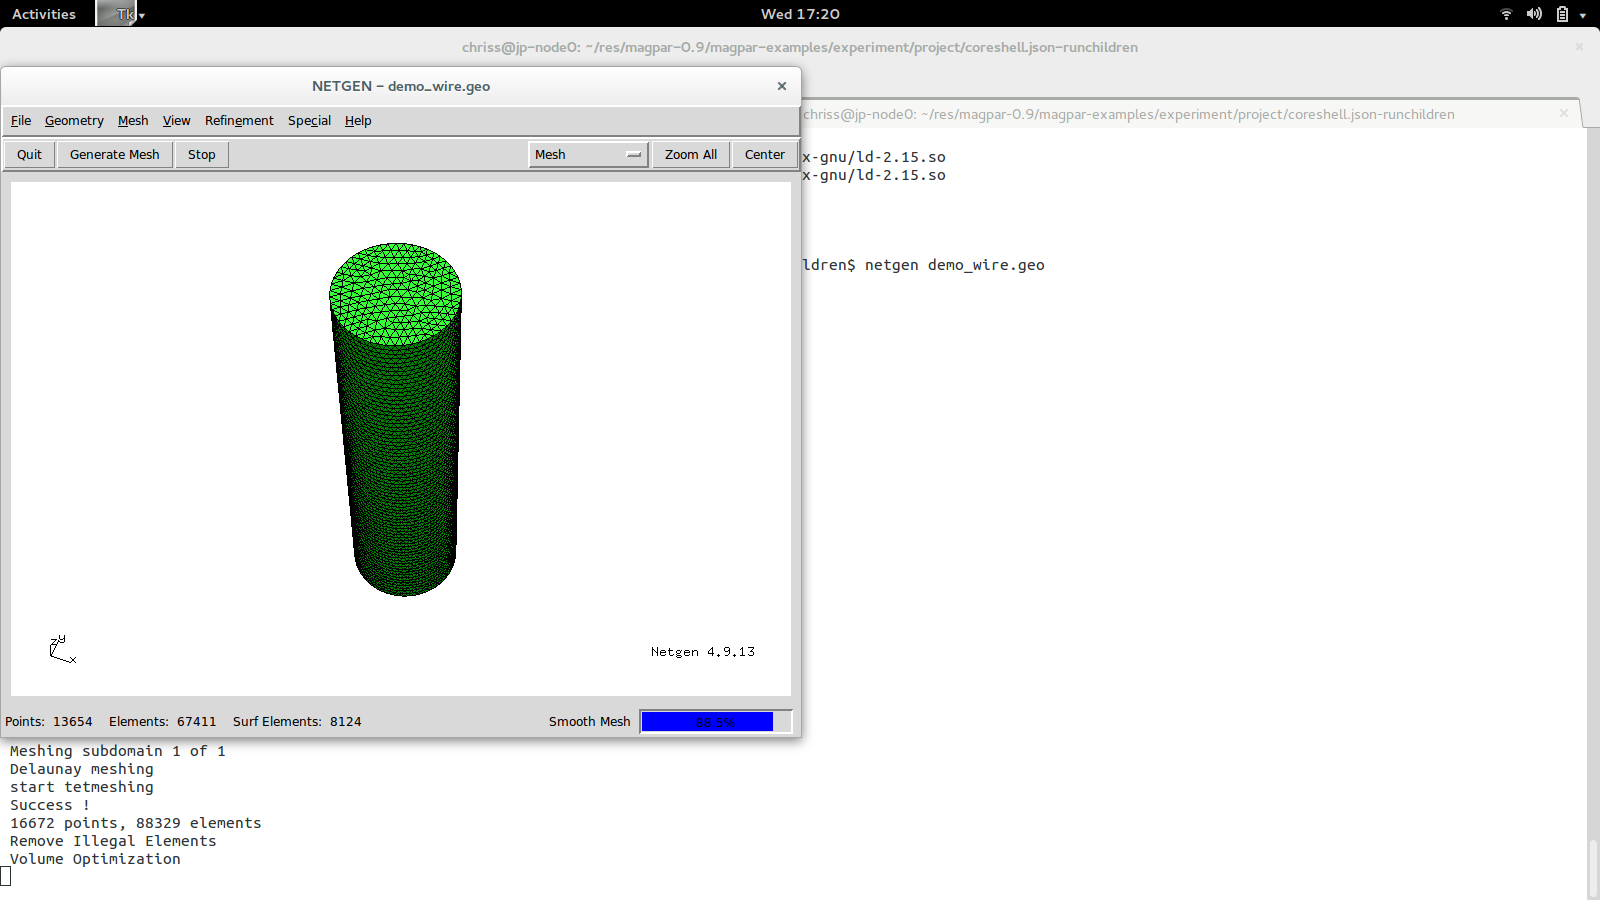 Activities Tk Wed 17:20
chriss@jp-node0: ~/res/magpar-0.9/magpar-examples/experiment/project/coreshell.json-runchildren
NETGEN - demo_wire.geo
chriss@jp-node0: ~/res/magpar-0.9/magpar-examples/experiment/project/coreshell.json-runchildren
File Geometry Mesh View Refinement Special Help
Quit Generate Mesh Stop Mesh Zoom All Center
x-gnu/ld-2.15.so
x-gnu/ld-2.15.so
ldren$ netgen demo_wire.geo
z y
x
Netgen 4.9.13
Points: 13654 Elements: 67411 Surf Elements: 8124 Smooth Mesh 88.5%
Meshing subdomain 1 of 1
Delaunay meshing
start tetmeshing
Success !
16672 points, 88329 elements
Remove Illegal Elements
Volume Optimization